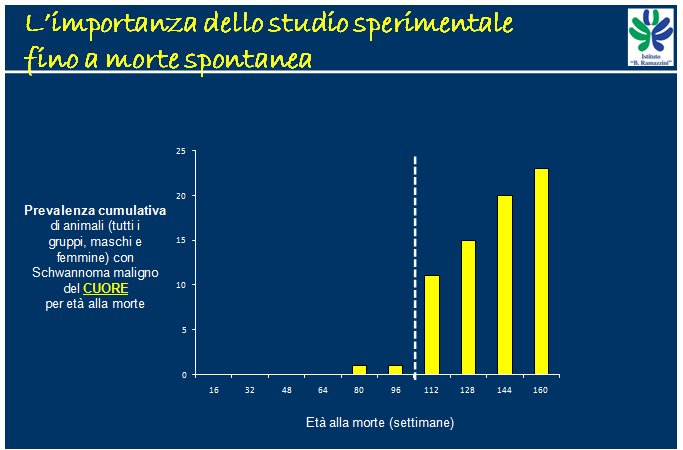 L'importanza dello studio sperimentale
fino a morte spontanea
Istituto
"B. Ramazzini"
Prevalenza cumulativa
di animali (tutti i
gruppi, maschi e
femmine) con
Schwannoma maligno
del CUORE
per età alla morte
25
20
15
10
5
0
16 32 48 64 80 96 112 128 144 160
Età alla morte (settimane)